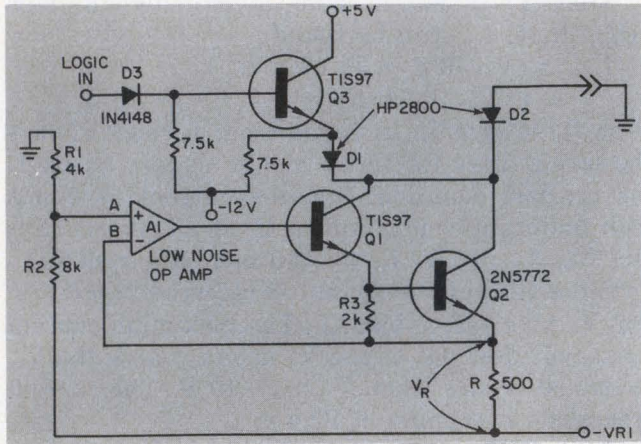 +5 V
LOGIC
IN
D3
1N4148
TIS97
Q3
HP2800
D2
7.5k
7.5k
D1
-12 V
R1
4k
A
+
A1
B
-
LOW NOISE
OP AMP
TIS97
Q1
R2
8k
R3
2k
2N5772
Q2
VR
R
500
-VR1